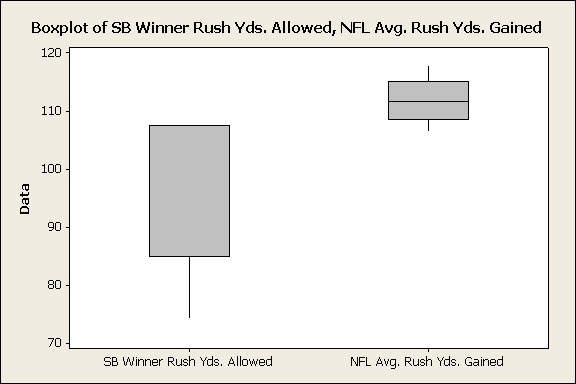 Boxplot of SB Winner Rush Yds. Allowed, NFL Avg. Rush Yds. Gained
120
110
100
90
80
70
Data
SB Winner Rush Yds. Allowed
NFL Avg. Rush Yds. Gained